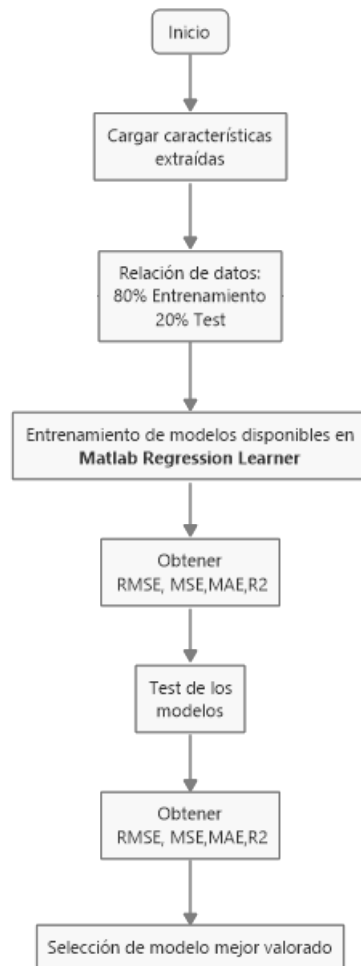 Inicio
Cargar características
extraídas
Relación de datos:
80% Entrenamiento
20% Test
Entrenamiento de modelos disponibles en
Matlab Regression Learner
Obtener
RMSE, MSE,MAE,R2
Test de los
modelos
Obtener
RMSE, MSE,MAE,R2
Selección de modelo mejor valorado